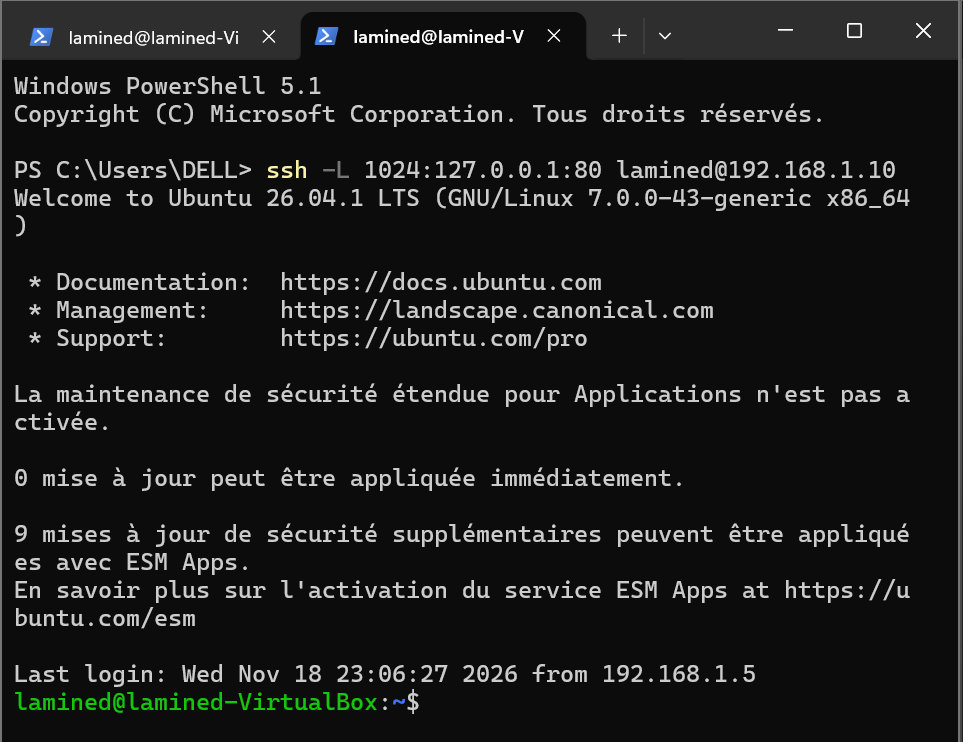 lamined@lamined-Vi
lamined@lamined-V
Windows PowerShell 5.1
Copyright (C) Microsoft Corporation. Tous droits réservés.
PS C:\Users\DELL> ssh -L 1024:127.0.0.1:80 lamined@192.168.1.10
Welcome to Ubuntu 26.04.1 LTS (GNU/Linux 7.0.0-43-generic x86_64
)
* Documentation:  https://docs.ubuntu.com
* Management:     https://landscape.canonical.com
* Support:        https://ubuntu.com/pro
La maintenance de sécurité étendue pour Applications n'est pas a
ctivée.
0 mise à jour peut être appliquée immédiatement.
9 mises à jour de sécurité supplémentaires peuvent être appliqué
es avec ESM Apps.
En savoir plus sur l'activation du service ESM Apps at https://u
buntu.com/esm
Last login: Wed Nov 18 23:06:27 2026 from 192.168.1.5
lamined@lamined-VirtualBox:~$